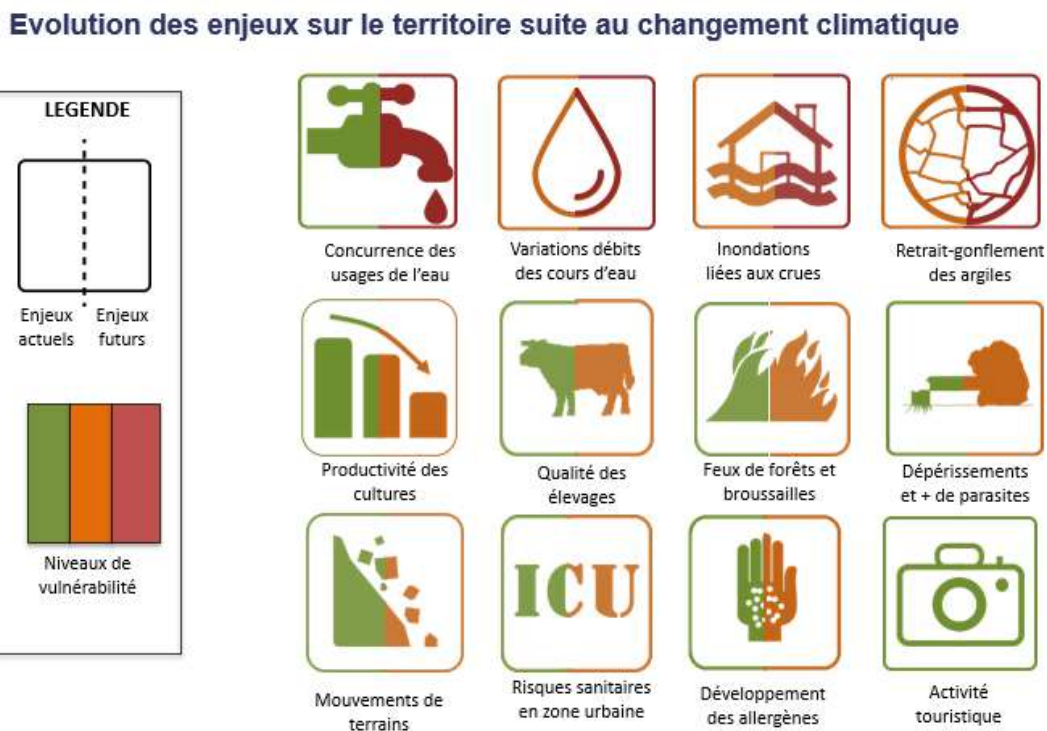 Evolution des enjeux sur le territoire suite au changement climatique
LEGENDE
Enjeux
actuels
Enjeux
futurs
Niveaux de
vulnérabilité
Concurrence des
usages de l'eau
Variations débits
des cours d'eau
Inondations
liées aux crues
Retrait-gonflement
des argiles
Productivité des
cultures
Qualité des
élevages
Feux de forêts et
broussailles
Dépérissements
et + de parasites
Mouvements de
terrains
ICU
Risques sanitaires
en zone urbaine
Développement
des allergènes
Activité
touristique